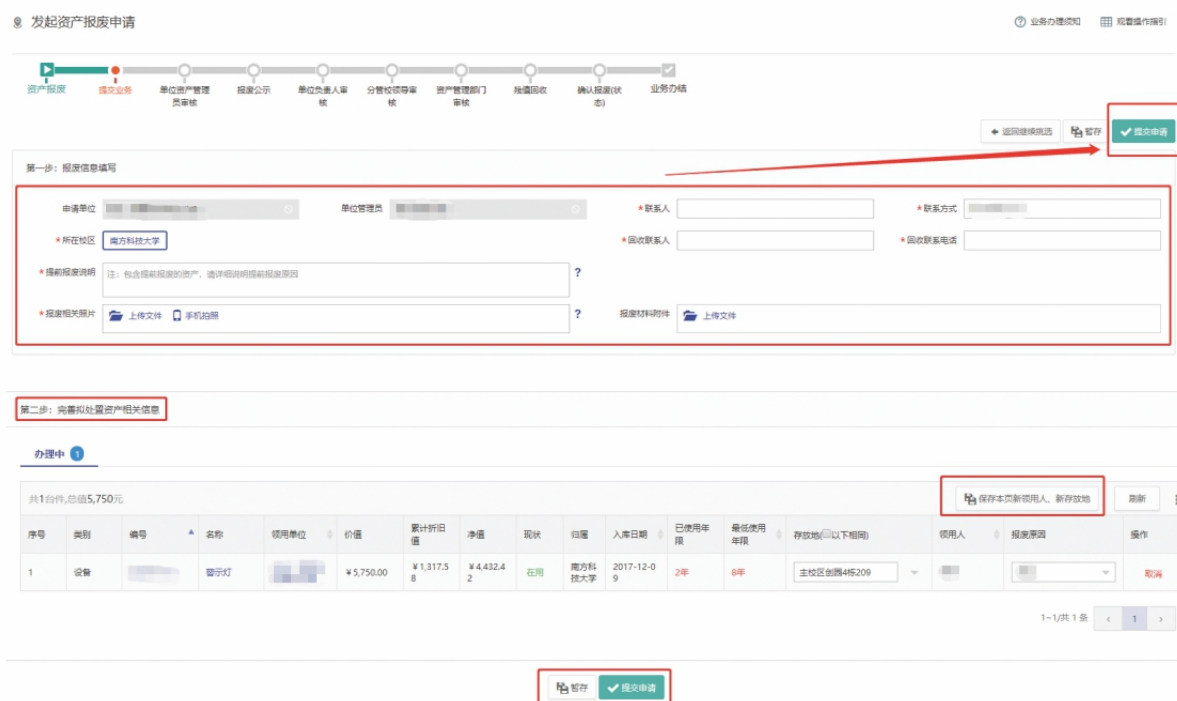 发起资产报废申请
业务办理须知 观看操作指引
资产报废 提交业务 单位资产管理员审核 报废公示 单位负责人审核 分管校领导审核 资产管理部门审核 残值回收 确认报废(状态) 业务办结
返回继续挑选 暂存 提交申请
第一步：报废信息填写
申请单位 单位管理员 *联系人 *联系方式
*所在校区 南方科技大学 *回收联系人 *回收联系电话
*提前报废说明 注：包含提前报废的资产，请详细说明提前报废原因 ?
*报废相关照片 上传文件 手机拍照 ? 报废材料附件 上传文件
第二步：完善拟处置资产相关信息
办理中 1
共1台件,总值5,750元 保存本页新领用人、新存放地 刷新
序号 类别 编号 名称 领用单位 价值 累计折旧值 净值 现状 归属 入库日期 已使用年限 最低使用年限 存放地(以下相同) 领用人 报废原因 操作
1 设备 警示灯 ￥5,750.00 ￥1,317.58 ￥4,432.42 在用 南方科技大学 2017-12-09 2年 8年 主校区创园4栋209 取消
1-1/共 1 条 ‹ 1 ›
暂存 提交申请